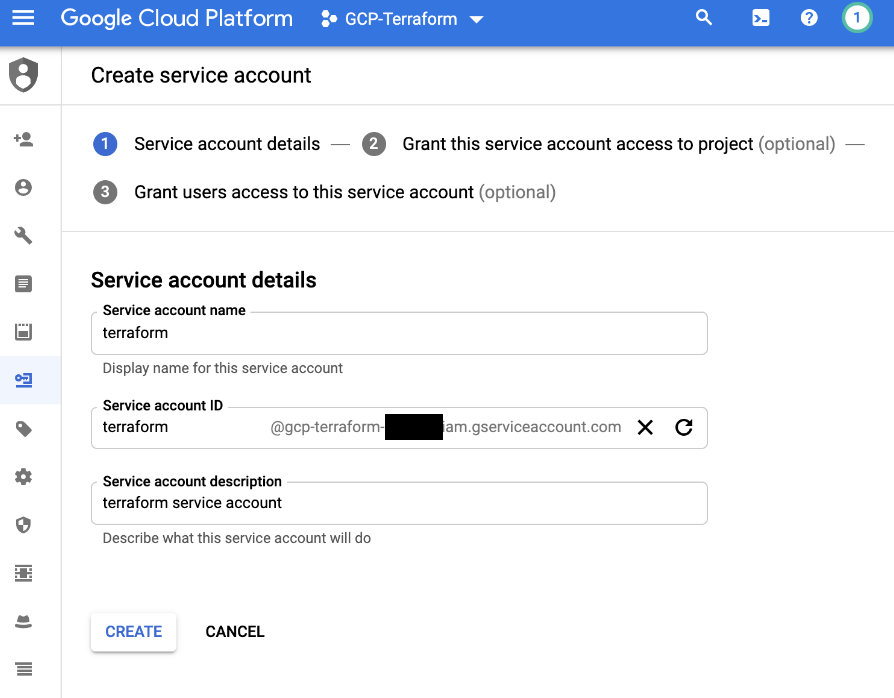 Google Cloud Platform GCP-Terraform 1
Create service account
1 Service account details — 2 Grant this service account access to project (optional) —
3 Grant users access to this service account (optional)
Service account details
Service account name
terraform
Display name for this service account
Service account ID
terraform @gcp-terraform- iam.gserviceaccount.com
Service account description
terraform service account
Describe what this service account will do
CREATE CANCEL